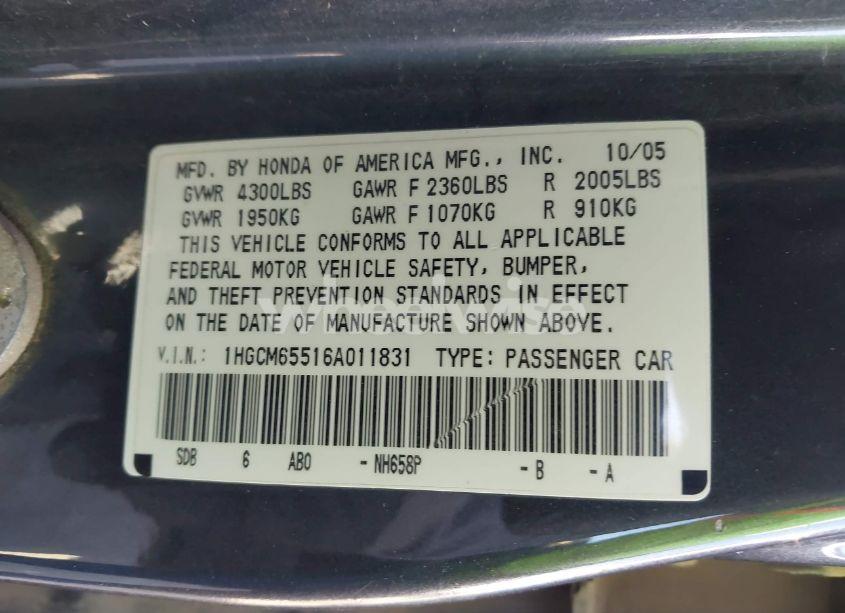 MFD. BY HONDA OF AMERICA MFG., INC. 10/05
GVWR 4300LBS GAWR F 2360LBS R 2005LBS
GVWR 1950KG GAWR F 1070KG R 910KG
THIS VEHICLE CONFORMS TO ALL APPLICABLE
FEDERAL MOTOR VEHICLE SAFETY, BUMPER,
AND THEFT PREVENTION STANDARDS IN EFFECT
ON THE DATE OF MANUFACTURE SHOWN ABOVE.
V.I.N.: 1HGCM65516A011831 TYPE: PASSENGER CAR
SDB 6 AB0 -NH658P -B -A